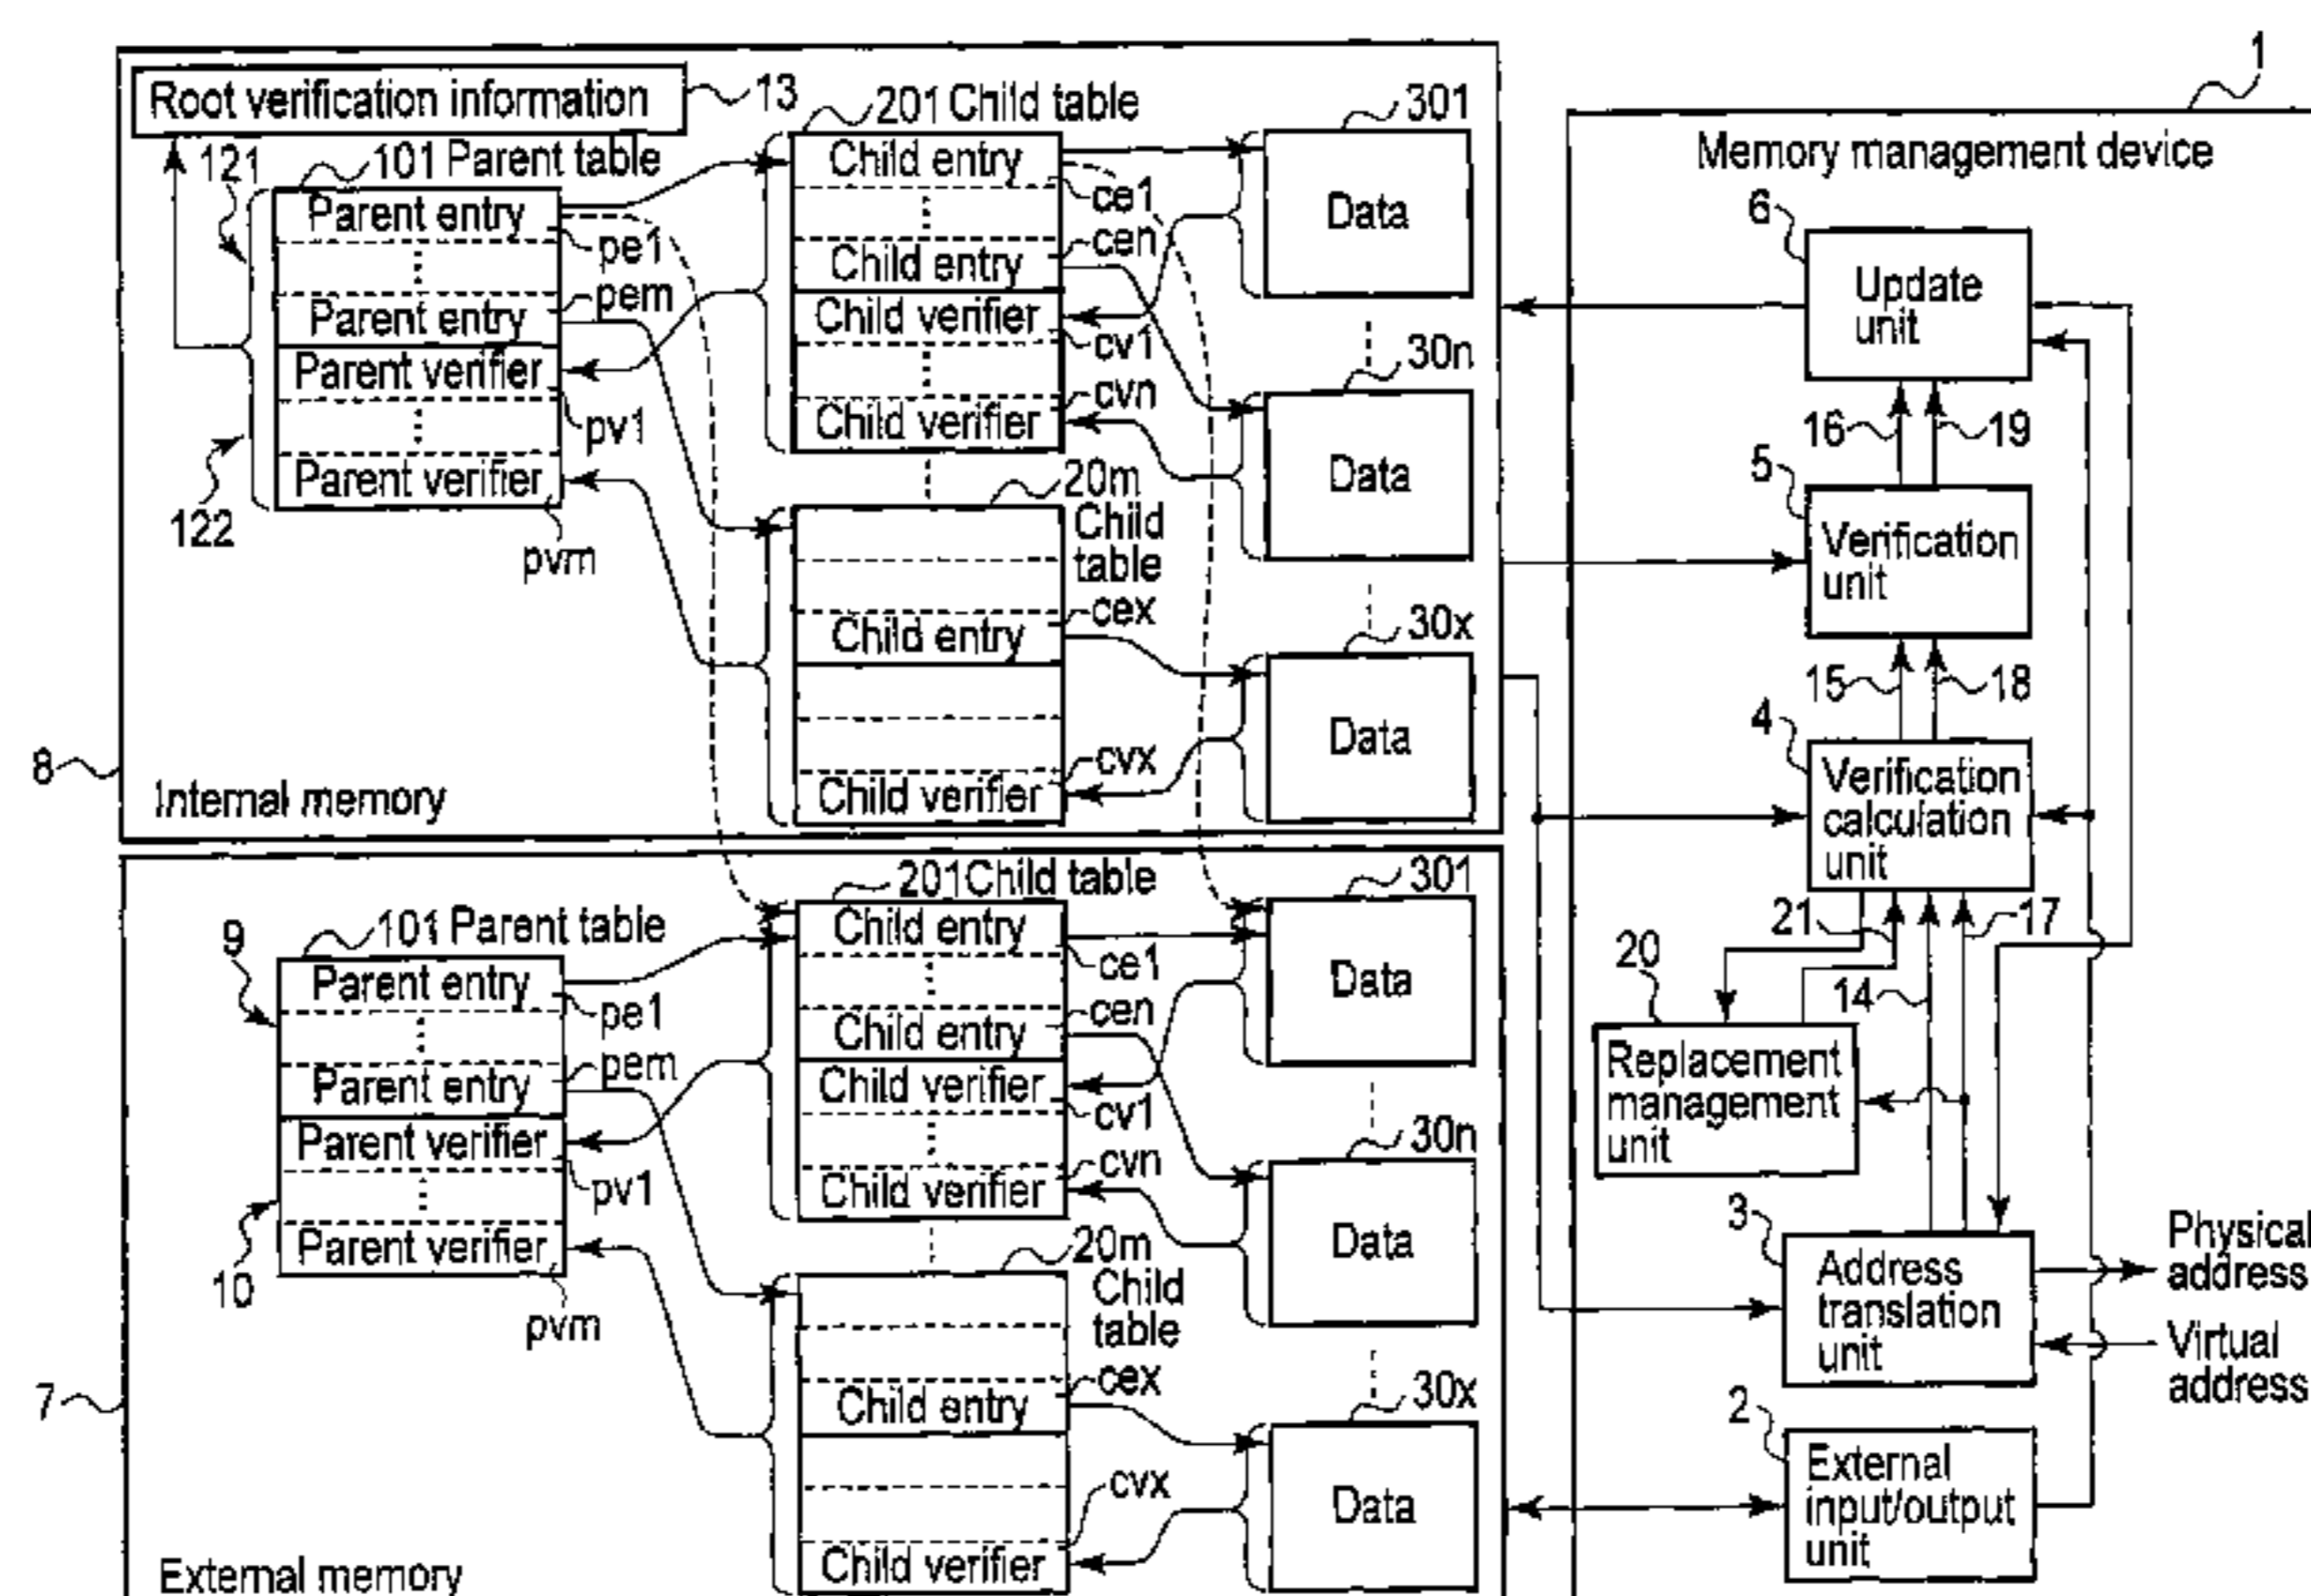 1
Root verification information
13
201 Child table
301
Memory management device
121
101 Parent table
Parent entry
pe1
Parent entry
pem
Parent verifier
pv1
Parent verifier
pvm
122
Child entry
ce1
Child entry
cen
Child verifier
cv1
Child verifier
cvn
Data
30n
Data
20m
Child
table
cex
Child entry
cvx
Child verifier
30x
Data
8
Internal memory
6
Update
unit
16
19
5
Verification
unit
15
18
4
Verification
calculation
unit
21
17
14
20
Replacement
management
unit
3
Address
translation
unit
Physical
address
Virtual
address
2
External
input/output
unit
201 Child table
301
9
101 Parent table
Parent entry
pe1
Parent entry
pem
Parent verifier
pv1
Parent verifier
pvm
10
Child entry
ce1
Child entry
cen
Child verifier
cv1
Child verifier
cvn
Data
30n
Data
20m
Child
table
cex
Child entry
cvx
Child verifier
30x
Data
7
External memory